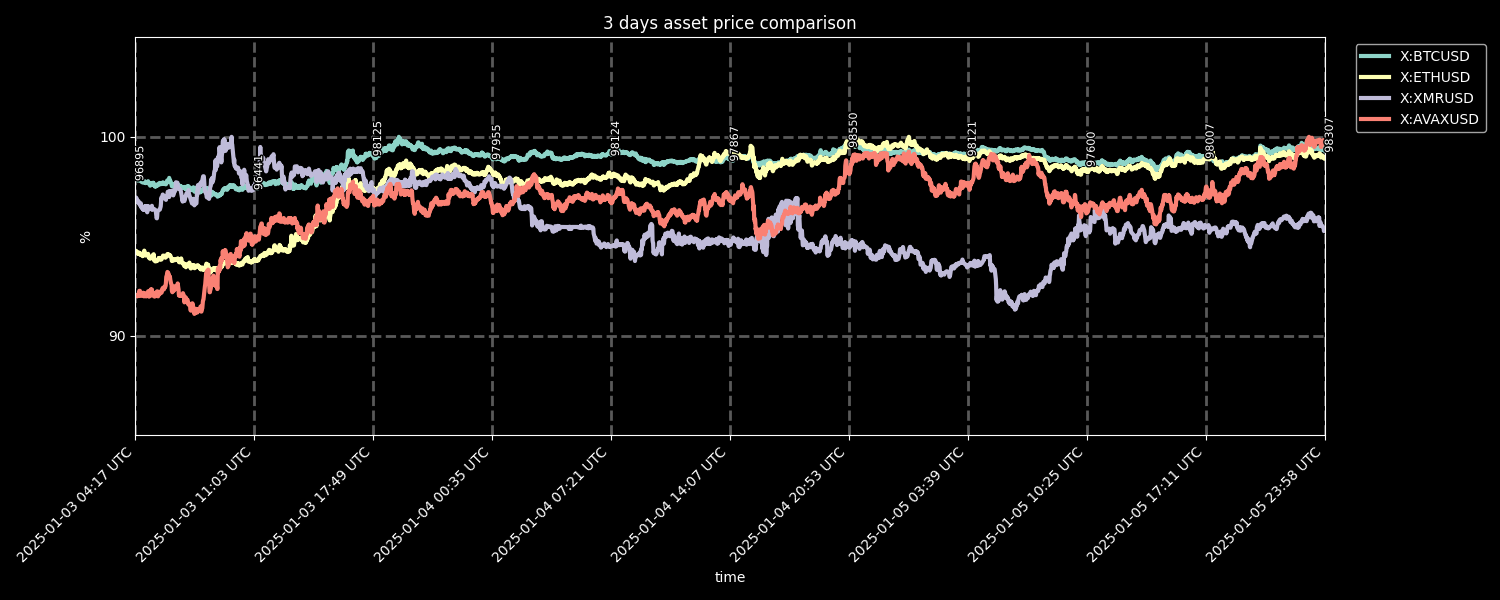 3 days asset price comparison
X:BTCUSD
X:ETHUSD
X:XMRUSD
X:AVAXUSD
%
100
90
96895
96441
98125
97955
98124
97867
98550
98121
97600
98007
98307
2025-01-03 04:17 UTC
2025-01-03 11:03 UTC
2025-01-03 17:49 UTC
2025-01-04 00:35 UTC
2025-01-04 07:21 UTC
2025-01-04 14:07 UTC
2025-01-04 20:53 UTC
2025-01-05 03:39 UTC
2025-01-05 10:25 UTC
2025-01-05 17:11 UTC
2025-01-05 23:58 UTC
time